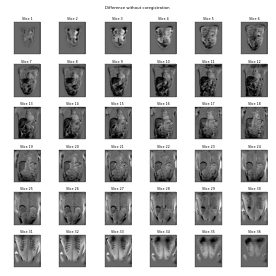 Difference without coregistration
Slice 1 Slice 2 Slice 3 Slice 4 Slice 5 Slice 6
Slice 7 Slice 8 Slice 9 Slice 10 Slice 11 Slice 12
Slice 13 Slice 14 Slice 15 Slice 16 Slice 17 Slice 18
Slice 19 Slice 20 Slice 21 Slice 22 Slice 23 Slice 24
Slice 25 Slice 26 Slice 27 Slice 28 Slice 29 Slice 30
Slice 31 Slice 32 Slice 33 Slice 34 Slice 35 Slice 36